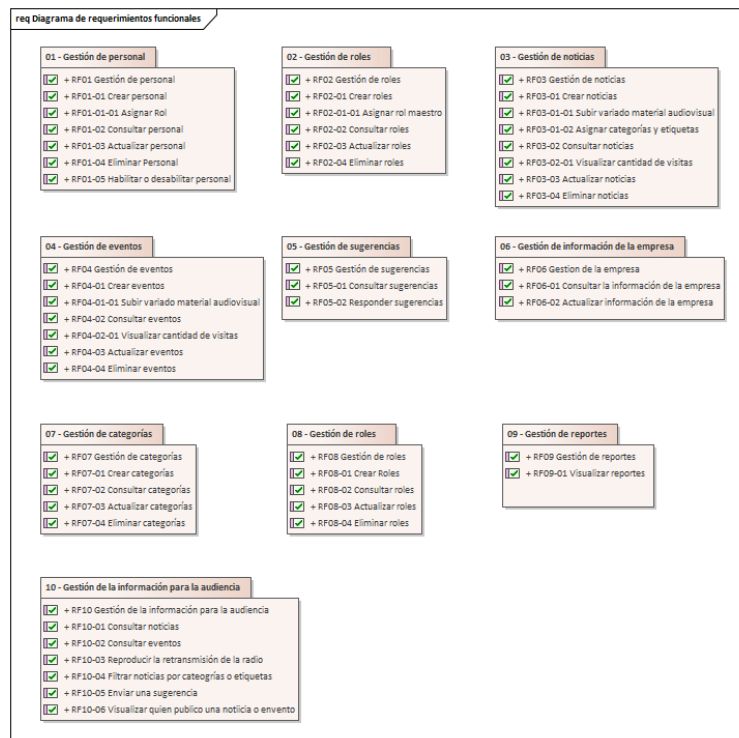 req Diagrama de requerimientos funcionales
01 - Gestión de personal
+ RF01 Gestión de personal
+ RF01-01 Crear personal
+ RF01-01-01 Asignar Rol
+ RF01-02 Consultar personal
+ RF01-03 Actualizar personal
+ RF01-04 Eliminar Personal
+ RF01-05 Habilitar o desabilitar personal
02 - Gestión de roles
+ RF02 Gestión de roles
+ RF02-01 Crear roles
+ RF02-01-01 Asignar rol maestro
+ RF02-02 Consultar roles
+ RF02-03 Actualizar roles
+ RF02-04 Eliminar roles
03 - Gestión de noticias
+ RF03 Gestión de noticias
+ RF03-01 Crear noticias
+ RF03-01-01 Subir variado material audiovisual
+ RF03-01-02 Asignar categorías y etiquetas
+ RF03-02 Consultar noticias
+ RF03-02-01 Visualizar cantidad de visitas
+ RF03-03 Actualizar noticias
+ RF03-04 Eliminar noticias
04 - Gestión de eventos
+ RF04 Gestión de eventos
+ RF04-01 Crear eventos
+ RF04-01-01 Subir variado material audiovisual
+ RF04-02 Consultar eventos
+ RF04-02-01 Visualizar cantidad de visitas
+ RF04-03 Actualizar eventos
+ RF04-04 Eliminar eventos
05 - Gestión de sugerencias
+ RF05 Gestión de sugerencias
+ RF05-01 Consultar sugerencias
+ RF05-02 Responder sugerencias
06 - Gestión de información de la empresa
+ RF06 Gestion de la empresa
+ RF06-01 Consultar la información de la empresa
+ RF06-02 Actualizar información de la empresa
07 - Gestión de categorías
+ RF07 Gestión de categorías
+ RF07-01 Crear categorías
+ RF07-02 Consultar categorías
+ RF07-03 Actualizar categorías
+ RF07-04 Eliminar categorías
08 - Gestión de roles
+ RF08 Gestión de roles
+ RF08-01 Crear Roles
+ RF08-02 Consultar roles
+ RF08-03 Actualizar roles
+ RF08-04 Eliminar roles
09 - Gestión de reportes
+ RF09 Gestión de reportes
+ RF09-01 Visualizar reportes
10 - Gestión de la información para la audiencia
+ RF10 Gestión de la información para la audiencia
+ RF10-01 Consultar noticias
+ RF10-02 Consultar eventos
+ RF10-03 Reproducir la retransmisión de la radio
+ RF10-04 Filtrar noticias por cateogrías o etiquetas
+ RF10-05 Enviar una sugerencia
+ RF10-06 Visualizar quien publico una notiicia o envento